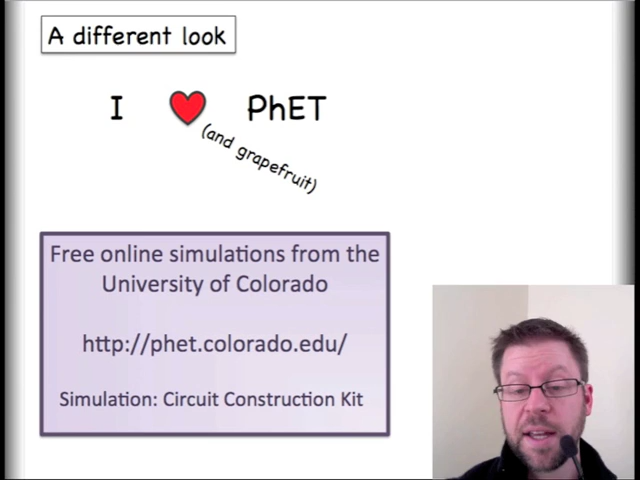 A different look
I ❤ PhET
(and grapefruit)
Free online simulations from the
University of Colorado
http://phet.colorado.edu/
Simulation: Circuit Construction Kit